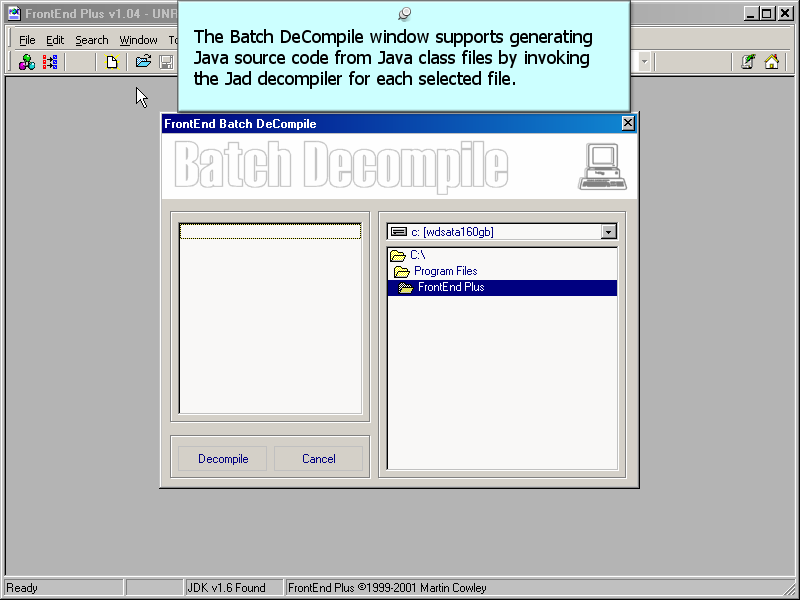 FrontEnd Plus v1.04 - UNR
The Batch DeCompile window supports generating
Java source code from Java class files by invoking
the Jad decompiler for each selected file.
File Edit Search Window
FrontEnd Batch DeCompile
Batch Decompile
c: [wdsata160gb]
C:\
Program Files
FrontEnd Plus
Decompile Cancel
Ready JDK v1.6 Found FrontEnd Plus ©1999-2001 Martin Cowley